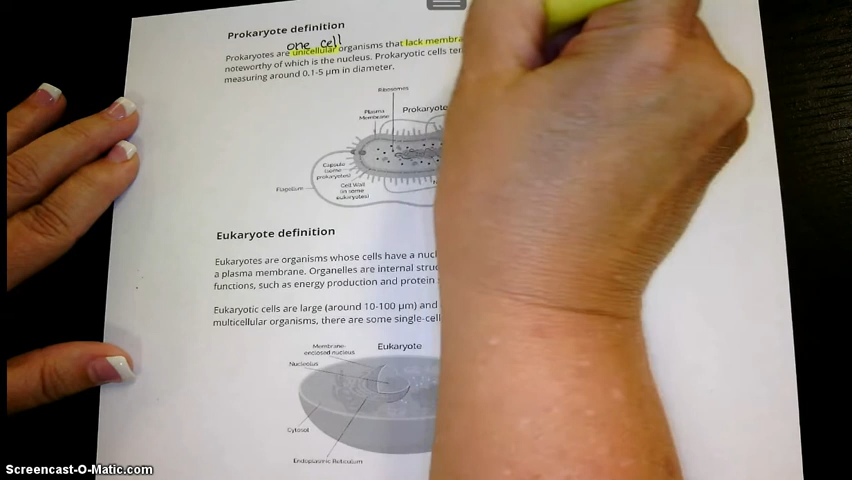 Prokaryote definition
one cell
Prokaryotes are unicellular organisms that lack membra
noteworthy of which is the nucleus. Prokaryotic cells ten
measuring around 0.1-5 µm in diameter.
Ribosomes
Prokaryote
Plasma
Membrane
Capsule
(some
prokaryotes)
Cell Wall
(in some
eukaryotes)
Flagellum
Eukaryote definition
Eukaryotes are organisms whose cells have a nucl
a plasma membrane. Organelles are internal struc
functions, such as energy production and protein
Eukaryotic cells are large (around 10-100 µm) and
multicellular organisms, there are some single-cel
Eukaryote
Membrane-
enclosed nucleus
Nucleolus
Cytosol
Endoplasmic Reticulum
Screencast-O-Matic.com